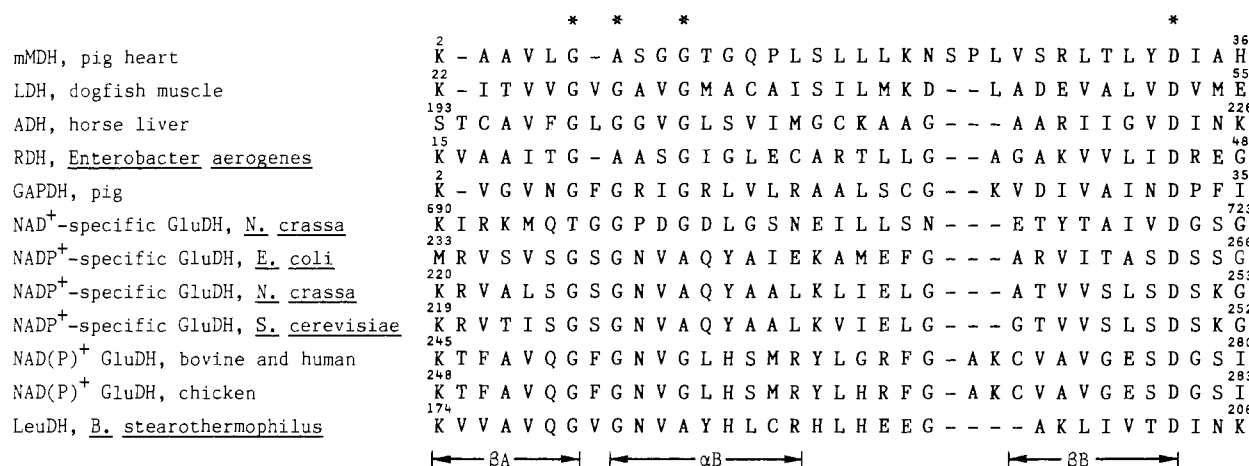 * * * *
2 36
mMDH, pig heart K - A A V L G - A S G G T G Q P L S L L L K N S P L V S R L T L Y D I A H
22 55
LDH, dogfish muscle K - I T V V G V G A V G M A C A I S I L M K D - - L A D E V A L V D V M E
193 226
ADH, horse liver S T C A V F G L G G V G L S V I M G C K A A G - - - A A R I I G V D I N K
15 48
RDH, Enterobacter aerogenes K V A A I T G - A A S G I G L E C A R T L L G - - A G A K V V L I D R E G
2 35
GAPDH, pig K - V G V N G F G R I G R L V L R A A L S C G - - K V D I V A I N D P F I
690 723
NAD+-specific GluDH, N. crassa K I R K M Q T G G P D G D L G S N E I L L S N - - - E T Y T A I V D G S G
233 266
NADP+-specific GluDH, E. coli M R V S V S G S G N V A Q Y A I E K A M E F G - - - A R V I T A S D S S G
220 253
NADP+-specific GluDH, N. crassa K R V A L S G S G N V A Q Y A A L K L I E L G - - - A T V V S L S D S K G
219 252
NADP+-specific GluDH, S. cerevisiae K R V T I S G S G N V A Q Y A A L K V I E L G - - - G T V V S L S D S K G
245 280
NAD(P)+ GluDH, bovine and human K T F A V Q G F G N V G L H S M R Y L G R F G - A K C V A V G E S D G S I
248 283
NAD(P)+ GluDH, chicken K T F A V Q G F G N V G L H S M R Y L H R F G - A K C V A V G E S D G S I
174 206
LeuDH, B. stearothermophilus K V V A V Q G V G N V A Y H L C R H L H E E G - - - - A K L I V T D I N K
βA αB βB